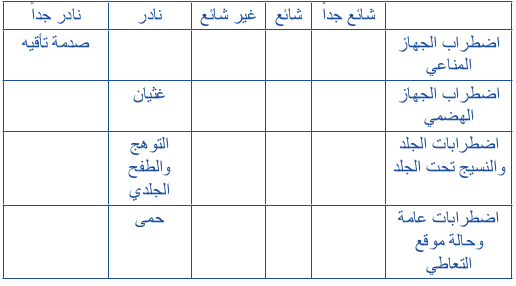 شائع جداً شائع غير شائع نادر نادر جداً
اضطراب الجهاز صدمة تأقيه
المناعي
اضطراب الجهاز غثيان
الهضمي
اضطرابات الجلد التوهج
والنسيج تحت الجلد والطفح
الجلدي
اضطرابات عامة حمى
وحالة موقع
التعاطي